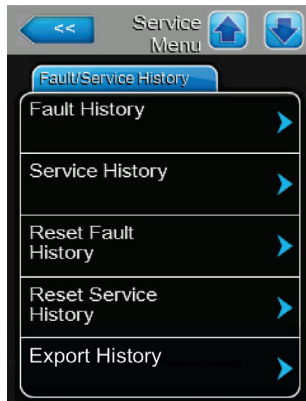 <<
Service
Menu
Fault/Service History
Fault History
Service History
Reset Fault
History
Reset Service
History
Export History